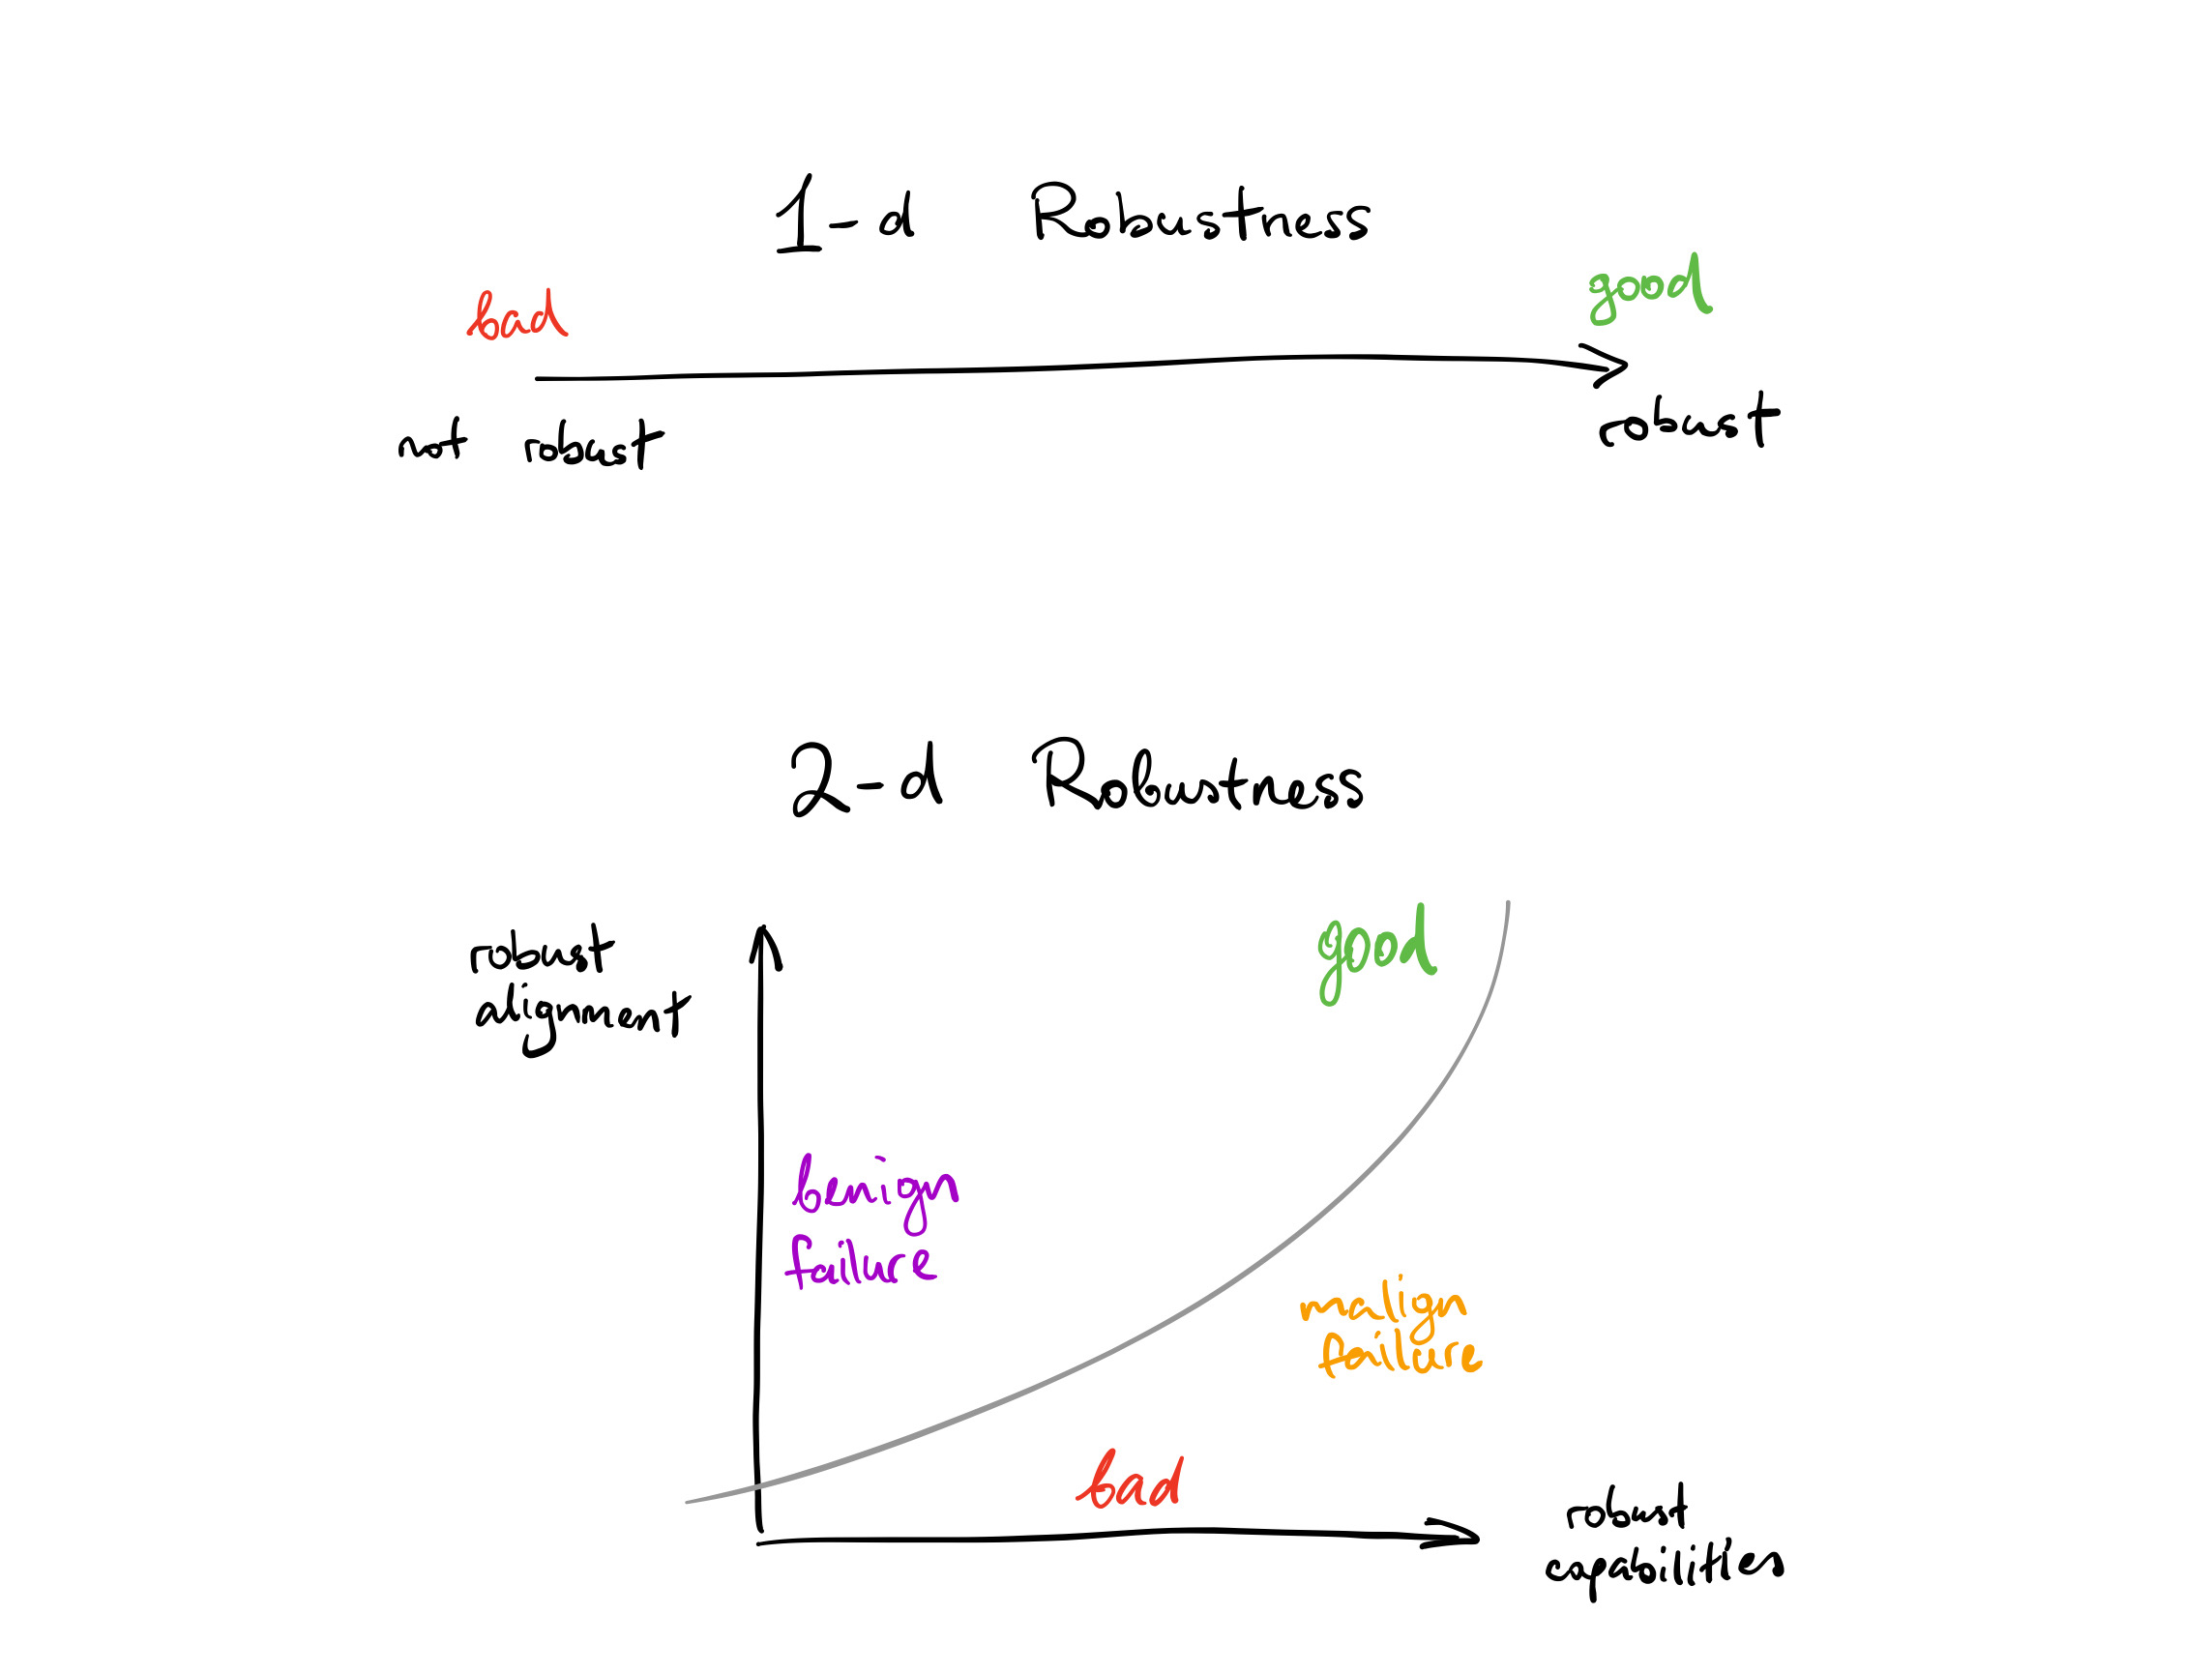 1-d Robustness
bad
good
not robust
robust
2-d Robustness
robust
alignment
good
benign
failure
malign
failure
bad
robust
capabilities